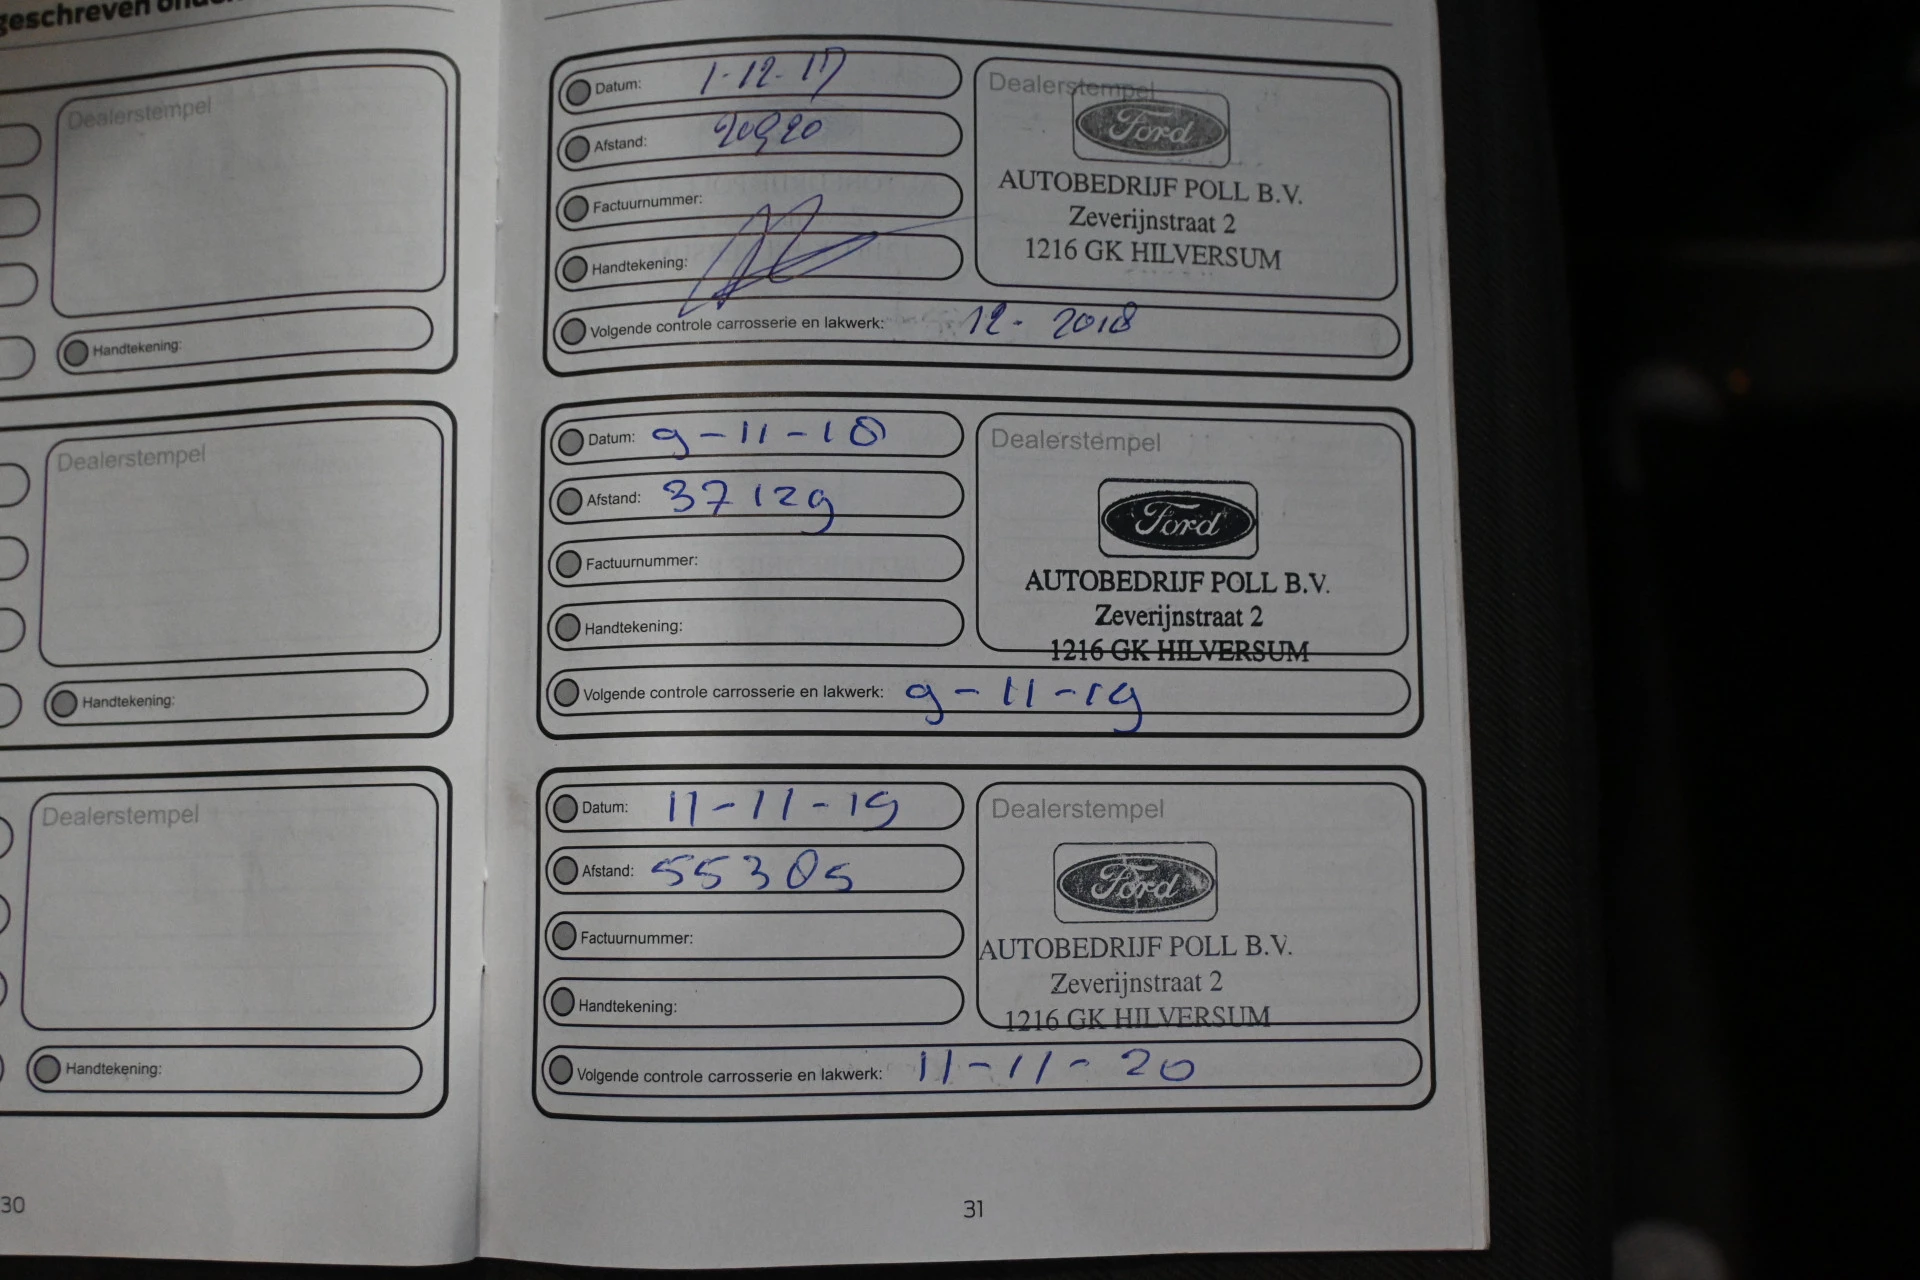 geschreven
Dealerstempel
Handtekening:
Dealerstempel
Handtekening:
Dealerstempel
Handtekening:
30
Datum: 1-12-17
Afstand: 20920
Factuurnummer:
Handtekening:
Volgende controle carrosserie en lakwerk: 12-2018
Dealerstempel
Ford
AUTOBEDRIJF POLL B.V.
Zeverijnstraat 2
1216 GK HILVERSUM
Datum: 9-11-18
Afstand: 37129
Factuurnummer:
Handtekening:
Volgende controle carrosserie en lakwerk: 9-11-19
Dealerstempel
Ford
AUTOBEDRIJF POLL B.V.
Zeverijnstraat 2
1216 GK HILVERSUM
Datum: 11-11-19
Afstand: 55305
Factuurnummer:
Handtekening:
Volgende controle carrosserie en lakwerk: 11-11-20
Dealerstempel
Ford
AUTOBEDRIJF POLL B.V.
Zeverijnstraat 2
1216 GK HILVERSUM
31